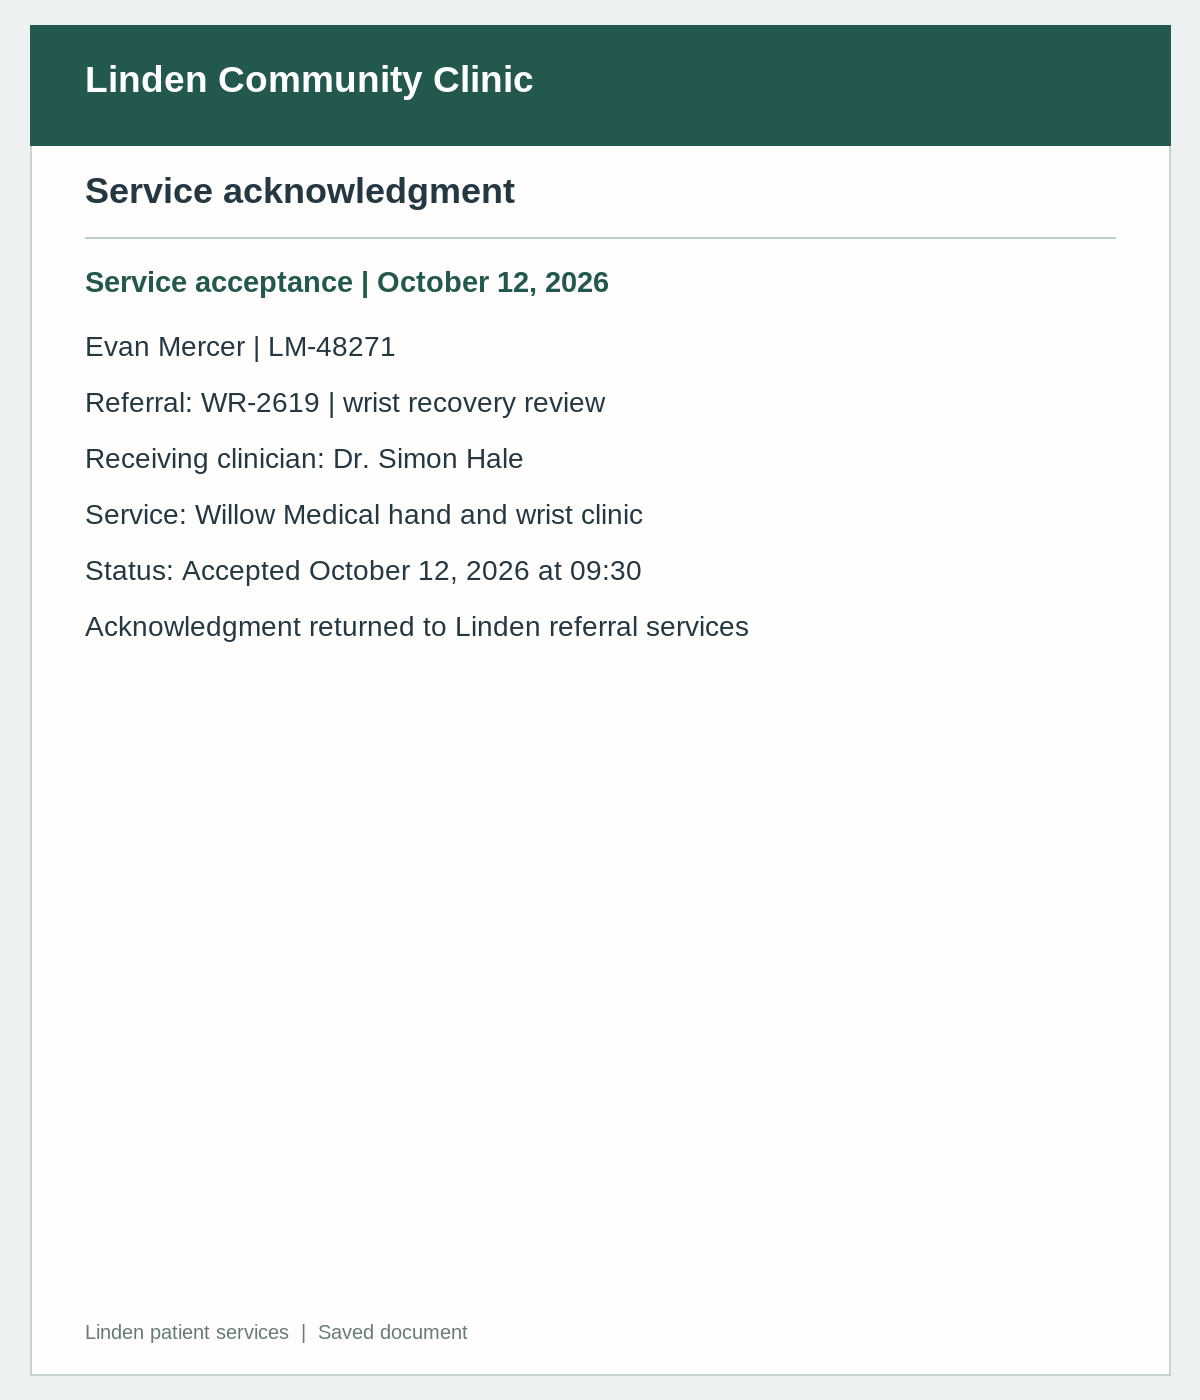 Linden Community Clinic
Service acknowledgment
Service acceptance | October 12, 2026
Evan Mercer | LM-48271
Referral: WR-2619 | wrist recovery review
Receiving clinician: Dr. Simon Hale
Service: Willow Medical hand and wrist clinic
Status: Accepted October 12, 2026 at 09:30
Acknowledgment returned to Linden referral services
Linden patient services | Saved document